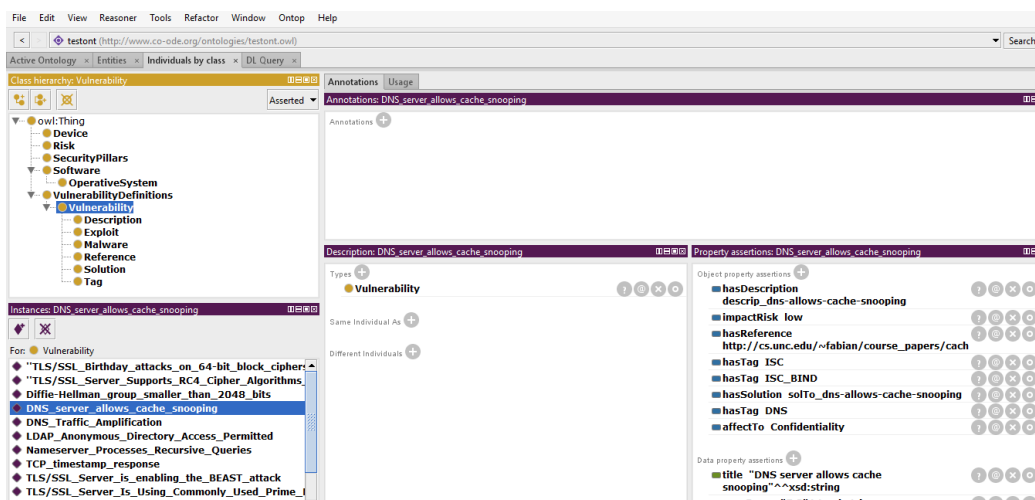 File Edit View Reasoner Tools Refactor Window Ontop Help
< testont (http://www.co-ode.org/ontologies/testont.owl) Search
Active Ontology × Entities × Individuals by class × DL Query ×
Class hierarchy: Vulnerability
Asserted
owl:Thing
Device
Risk
SecurityPillars
Software
OperativeSystem
VulnerabilityDefinitions
Vulnerability
Description
Exploit
Malware
Reference
Solution
Tag
Instances: DNS_server_allows_cache_snooping
For: Vulnerability
"TLS/SSL_Birthday_attacks_on_64-bit_block_ciphers
"TLS/SSL_Server_Supports_RC4_Cipher_Algorithms_
Diffie-Hellman_group_smaller_than_2048_bits
DNS_server_allows_cache_snooping
DNS_Traffic_Amplification
LDAP_Anonymous_Directory_Access_Permitted
Nameserver_Processes_Recursive_Queries
TCP_timestamp_response
TLS/SSL_Server_is_enabling_the_BEAST_attack
TLS/SSL_Server_Is_Using_Commonly_Used_Prime_
Annotations Usage
Annotations: DNS_server_allows_cache_snooping
Annotations
Description: DNS_server_allows_cache_snooping
Types
Vulnerability
Same Individual As
Different Individuals
Property assertions: DNS_server_allows_cache_snooping
Object property assertions
hasDescription
descrip_dns-allows-cache-snooping
impactRisk low
hasReference
http://cs.unc.edu/~fabian/course_papers/cach
hasTag ISC
hasTag ISC_BIND
hasSolution solTo_dns-allows-cache-snooping
hasTag DNS
affectTo Confidentiality
Data property assertions
title "DNS server allows cache
snooping"^^xsd:string